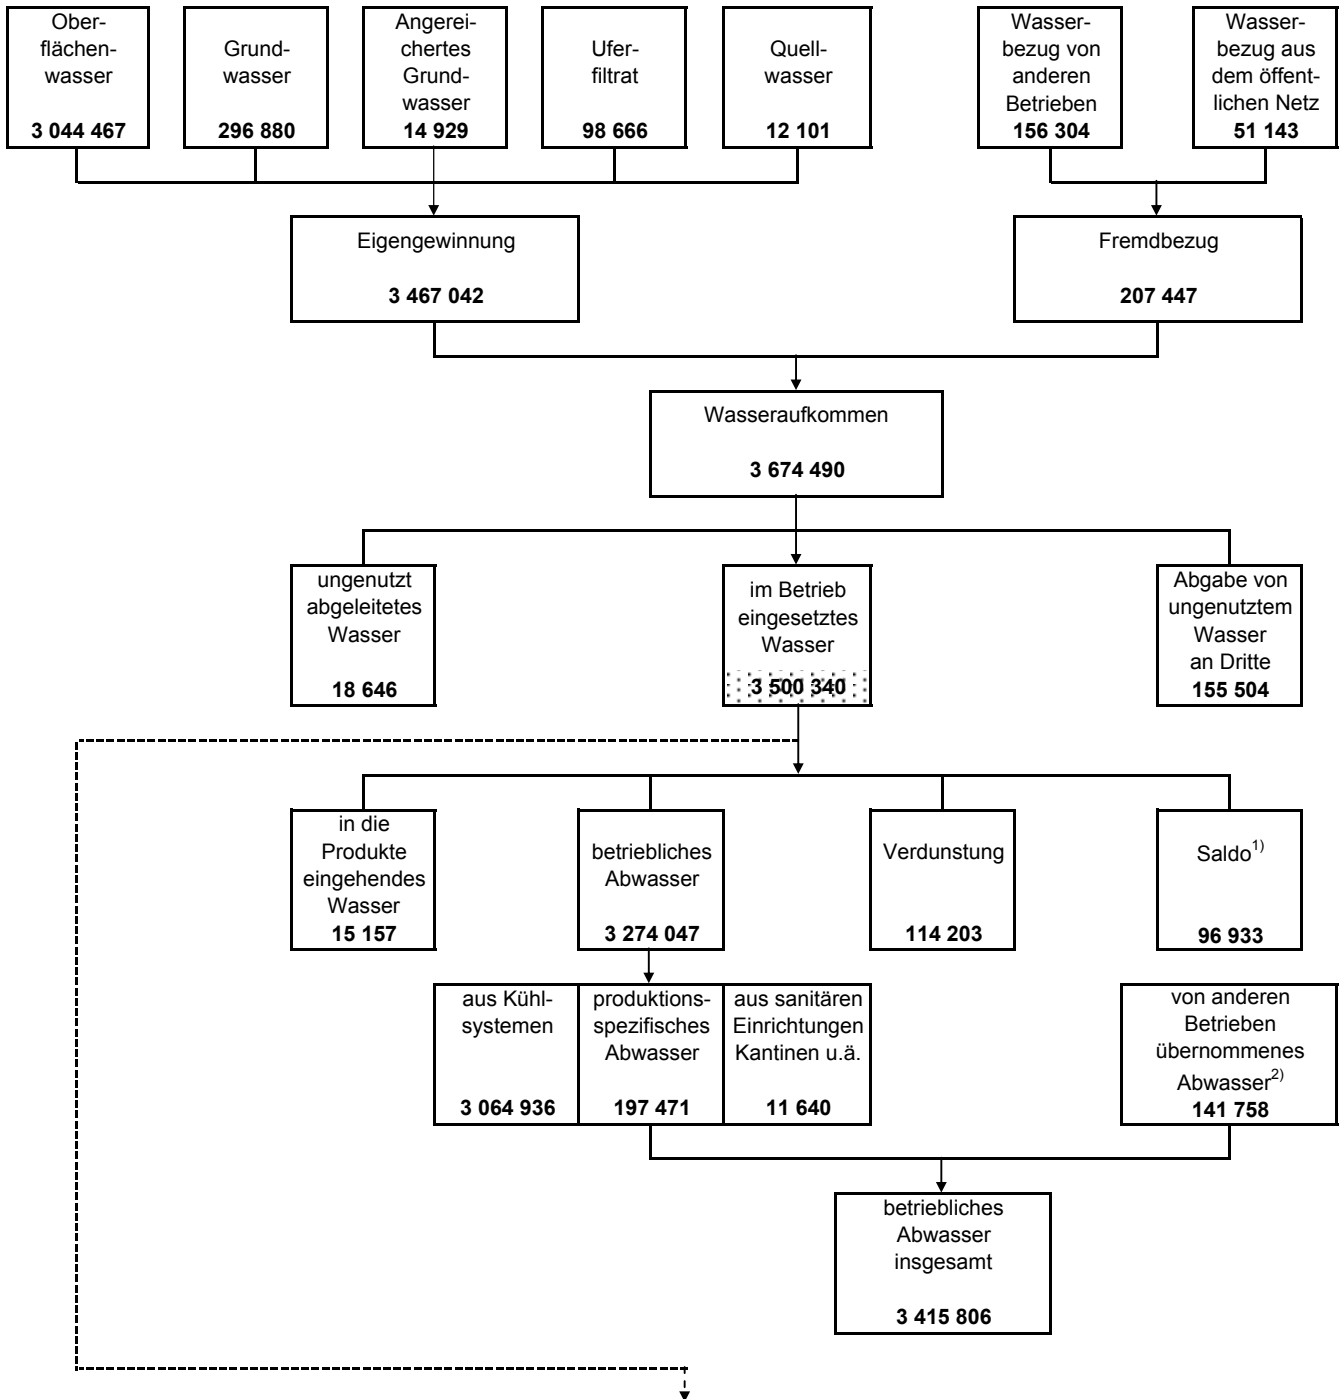 Ober-
flächen-
wasser
3 044 467
Grund-
wasser
296 880
Angerei-
chertes
Grund-
wasser
14 929
Ufer-
filtrat
98 666
Quell-
wasser
12 101
Wasser-
bezug von
anderen
Betrieben
156 304
Wasser-
bezug aus
dem öffent-
lichen Netz
51 143
Eigengewinnung
3 467 042
Fremdbezug
207 447
Wasseraufkommen
3 674 490
ungenutzt
abgeleitetes
Wasser
18 646
im Betrieb
eingesetztes
Wasser
3 500 340
Abgabe von
ungenutztem
Wasser
an Dritte
155 504
in die
Produkte
eingehendes
Wasser
15 157
betriebliches
Abwasser
3 274 047
Verdunstung
114 203
Saldo1)
96 933
aus Kühl-
systemen
3 064 936
produktions-
spezifisches
Abwasser
197 471
aus sanitären
Einrichtungen
Kantinen u.ä.
11 640
von anderen
Betrieben
übernommenes
Abwasser2)
141 758
betriebliches
Abwasser
insgesamt
3 415 806